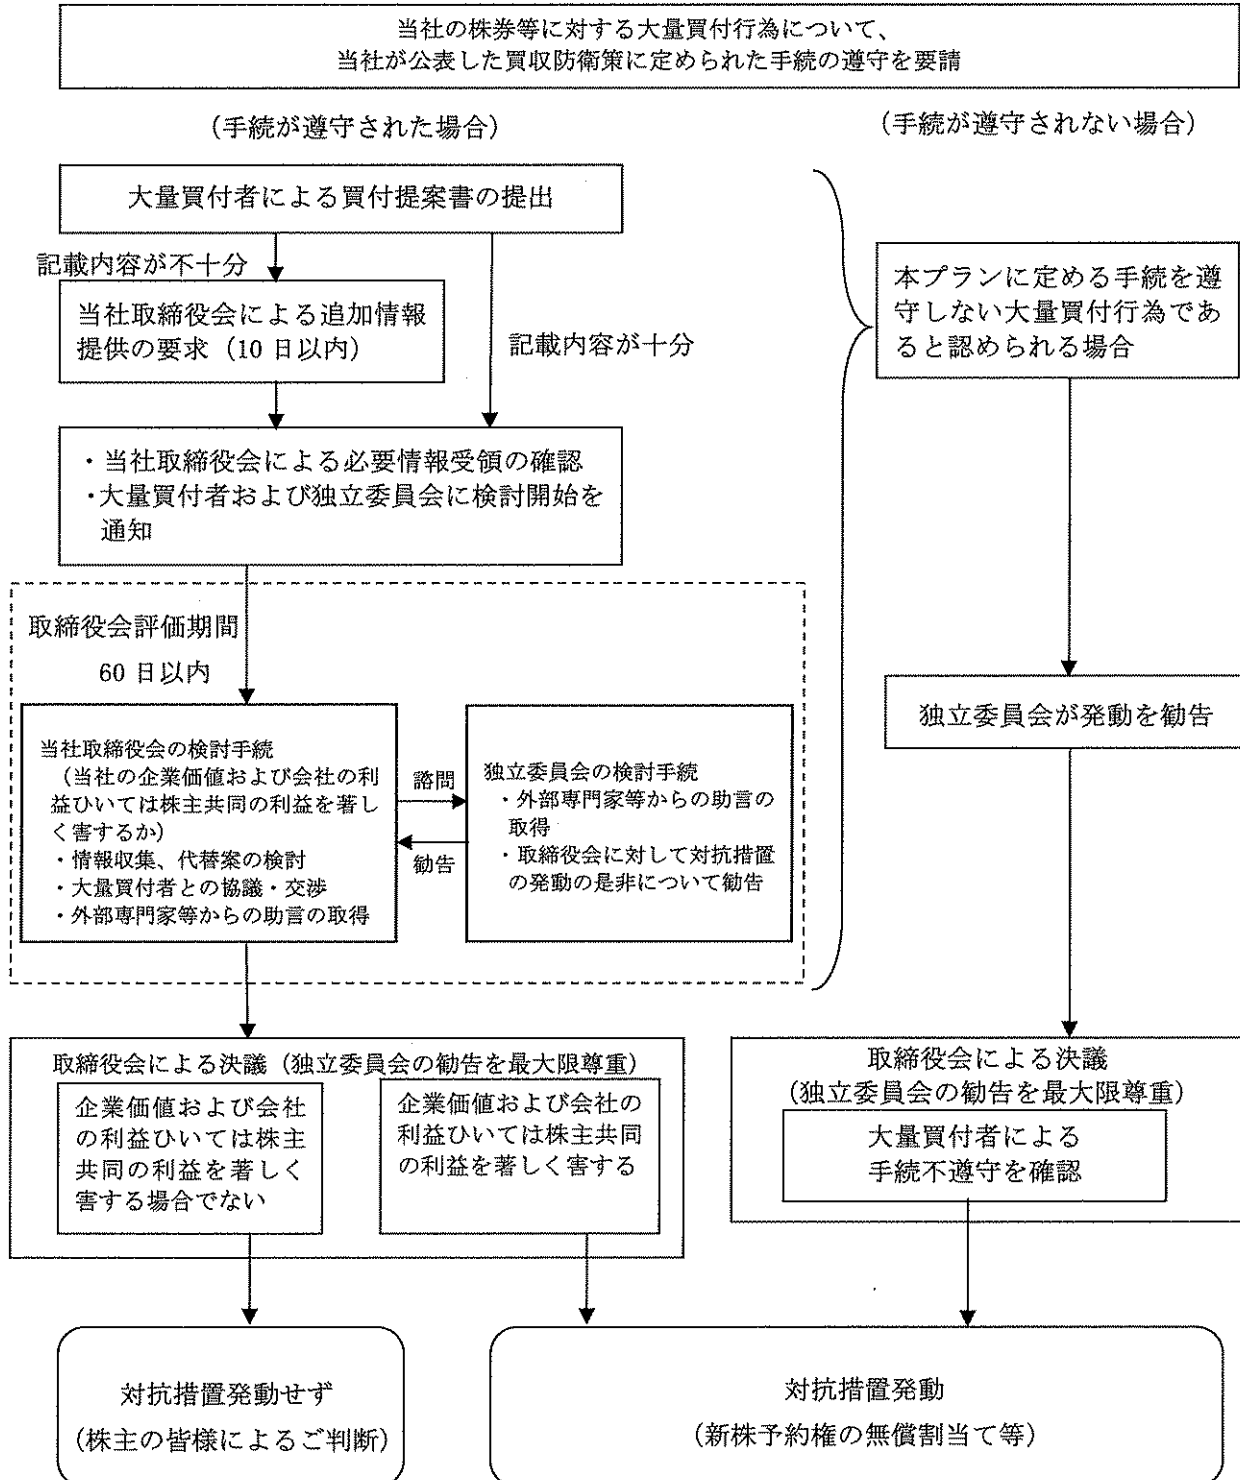 当社の株券等に対する大量買付行為について、
当社が公表した買収防衛策に定められた手続の遵守を要請
(手続が遵守された場合)
(手続が遵守されない場合)
大量買付者による買付提案書の提出
記載内容が不十分
当社取締役会による追加情報
提供の要求(10 日以内)
記載内容が十分
本プランに定める手続を遵
守しない大量買付行為であ
ると認められる場合
・当社取締役会による必要情報受領の確認
・大量買付者および独立委員会に検討開始を
通知
取締役会評価期間
60 日以内
当社取締役会の検討手続
(当社の企業価値および会社の利
益ひいては株主共同の利益を著し
く害するか)
・情報収集、代替案の検討
・大量買付者との協議・交渉
・外部専門家等からの助言の取得
諮問
勧告
独立委員会の検討手続
・外部専門家等からの助言の
取得
・取締役会に対して対抗措置
の発動の是非について勧告
独立委員会が発動を勧告
取締役会による決議(独立委員会の勧告を最大限尊重)
企業価値および会社
の利益ひいては株主
共同の利益を著しく
害する場合でない
企業価値および会社の
利益ひいては株主共同
の利益を著しく害する
取締役会による決議
(独立委員会の勧告を最大限尊重)
大量買付者による
手続不遵守を確認
対抗措置発動せず
(株主の皆様によるご判断)
対抗措置発動
(新株予約権の無償割当て等)